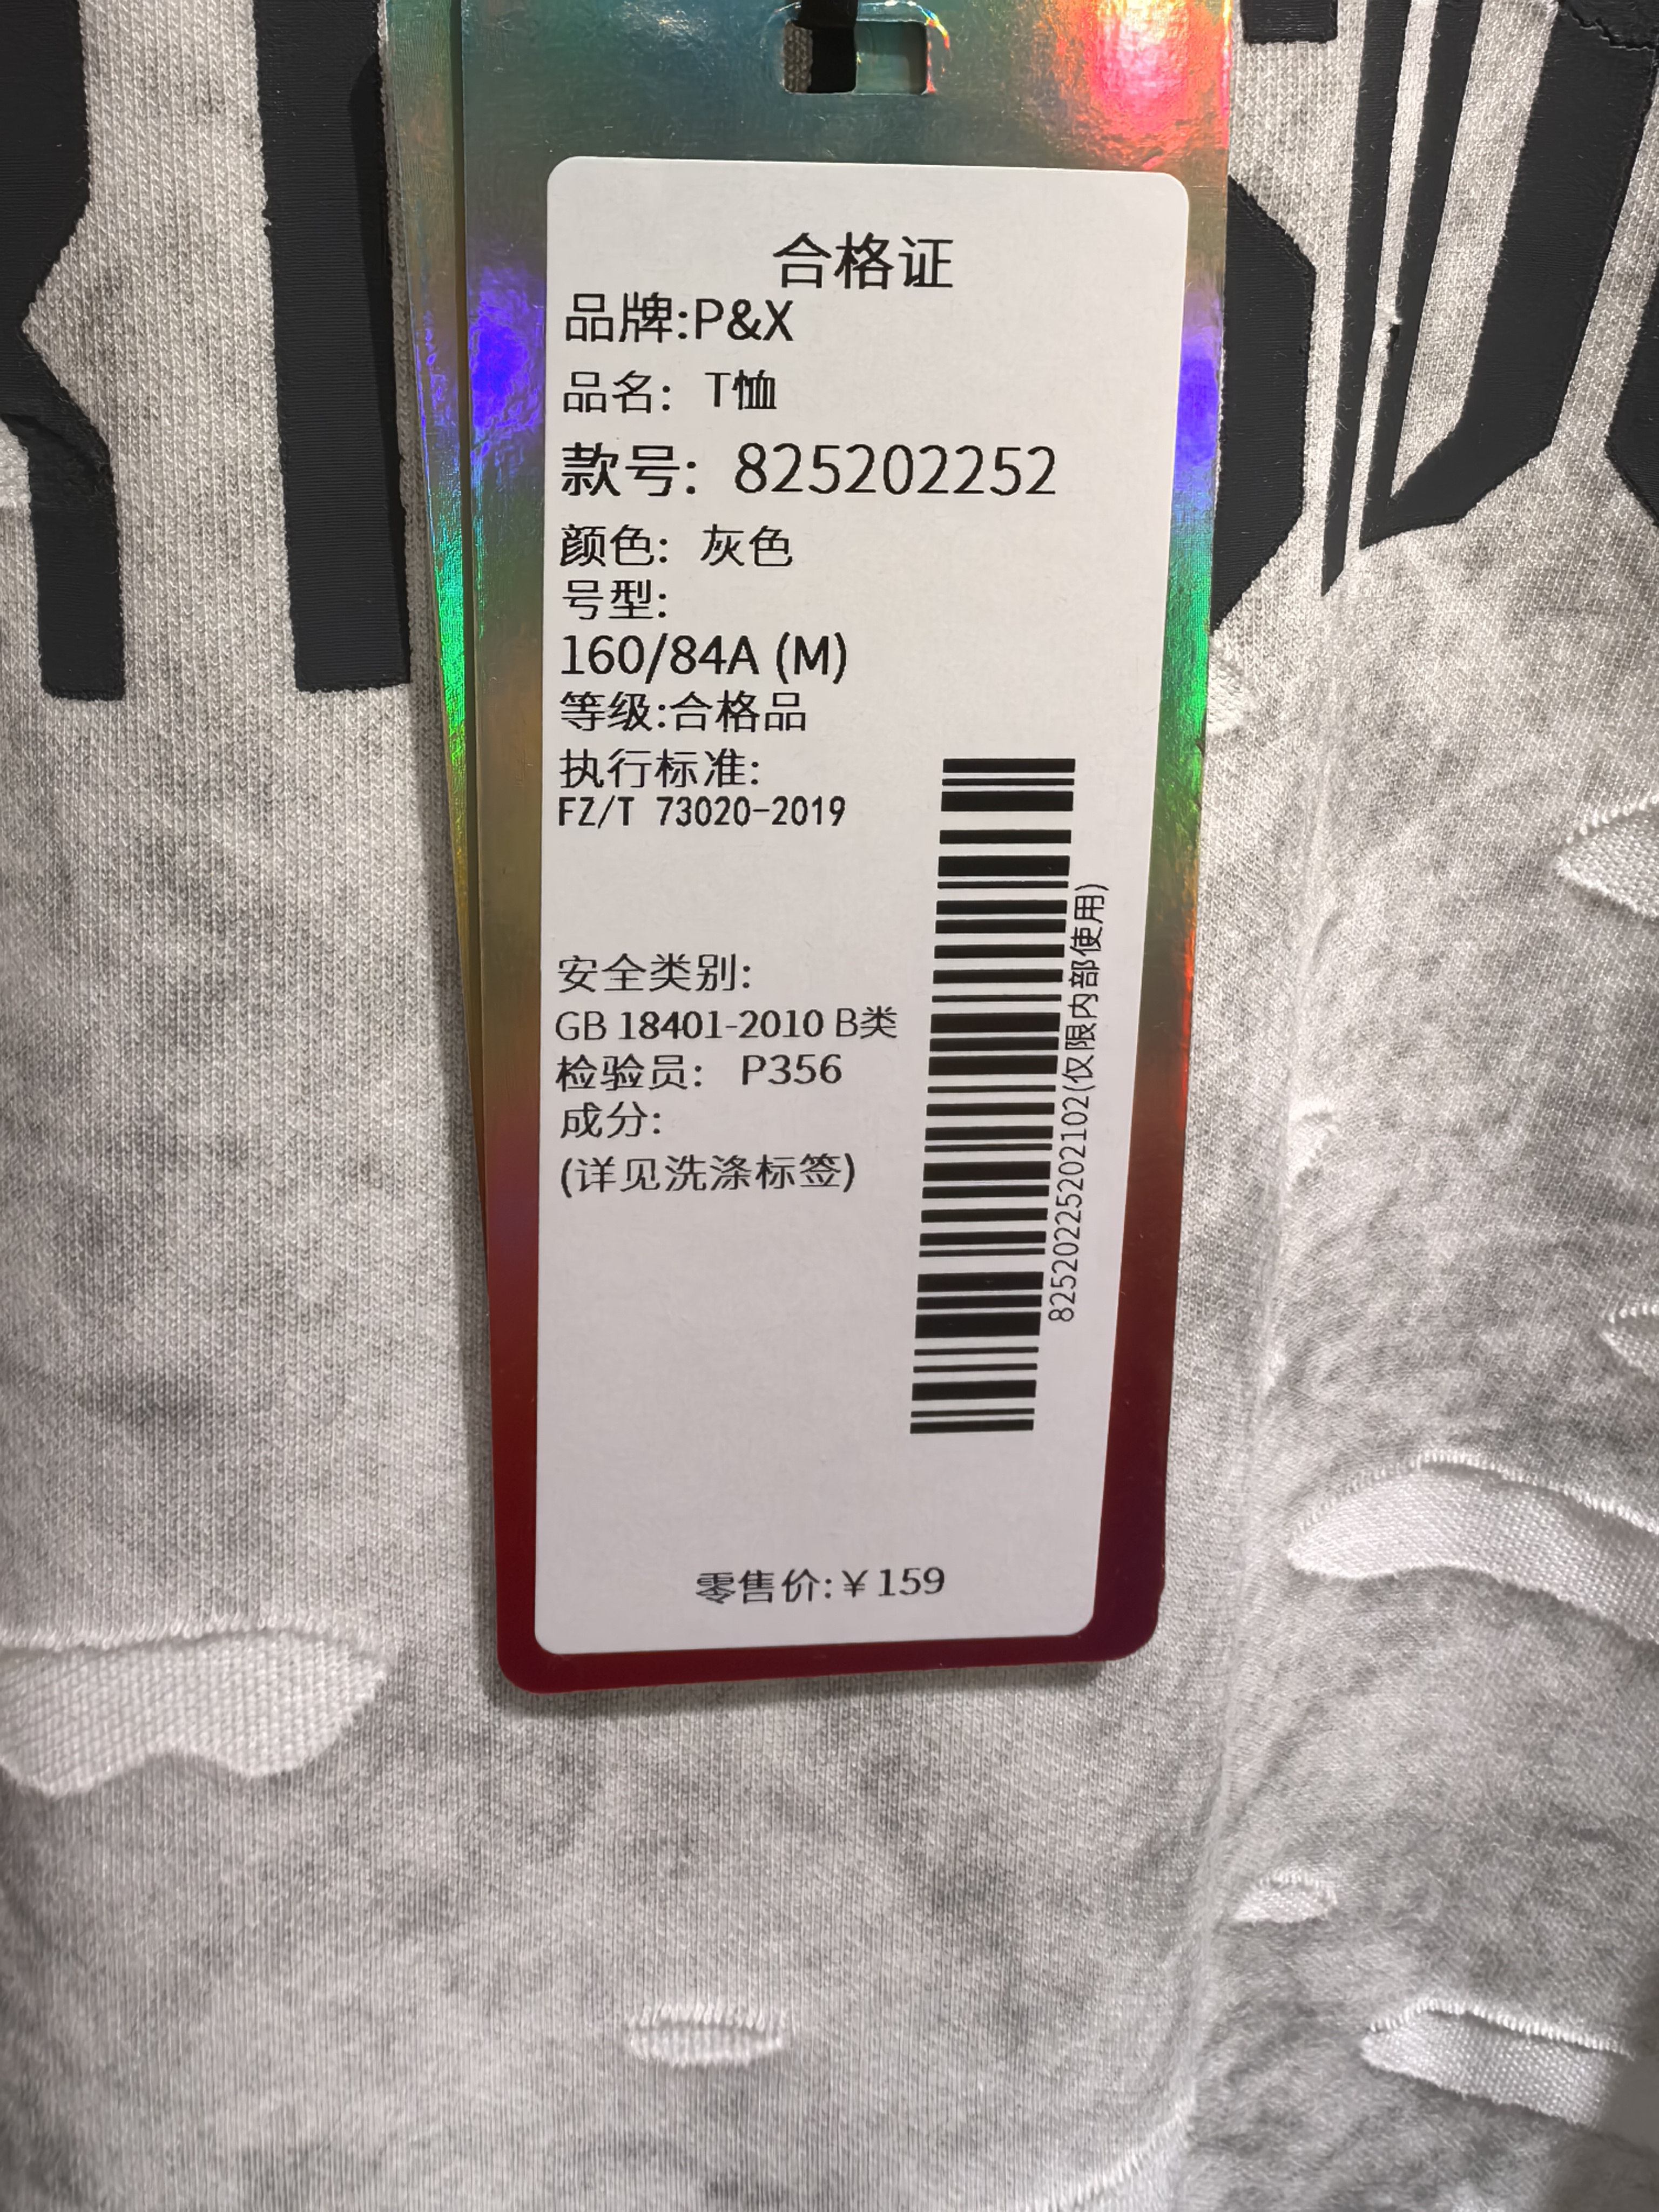 合格证
品牌:P&X
品名: T恤
款号: 825202252
颜色: 灰色
号型:
160/84A (M)
等级:合格品
执行标准:
FZ/T 73020-2019
安全类别:
GB 18401-2010 B类
检验员: P356
成分:
(详见洗涤标签)
8252022520210​2(仅限内部使用)
零售价:¥159